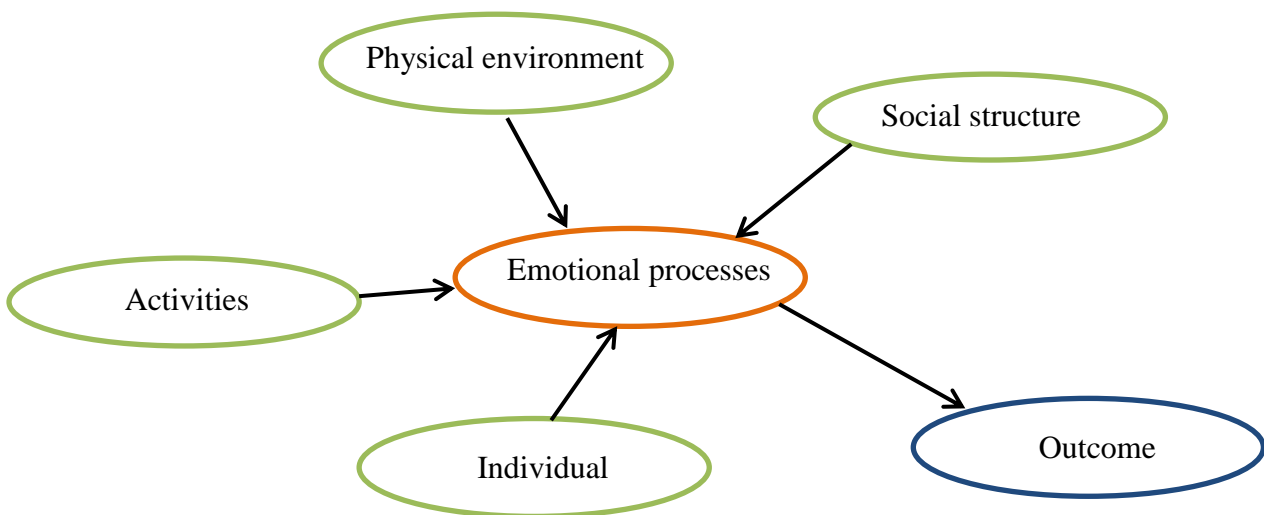 Physical environment
Social structure
Emotional processes
Activities
Individual
Outcome